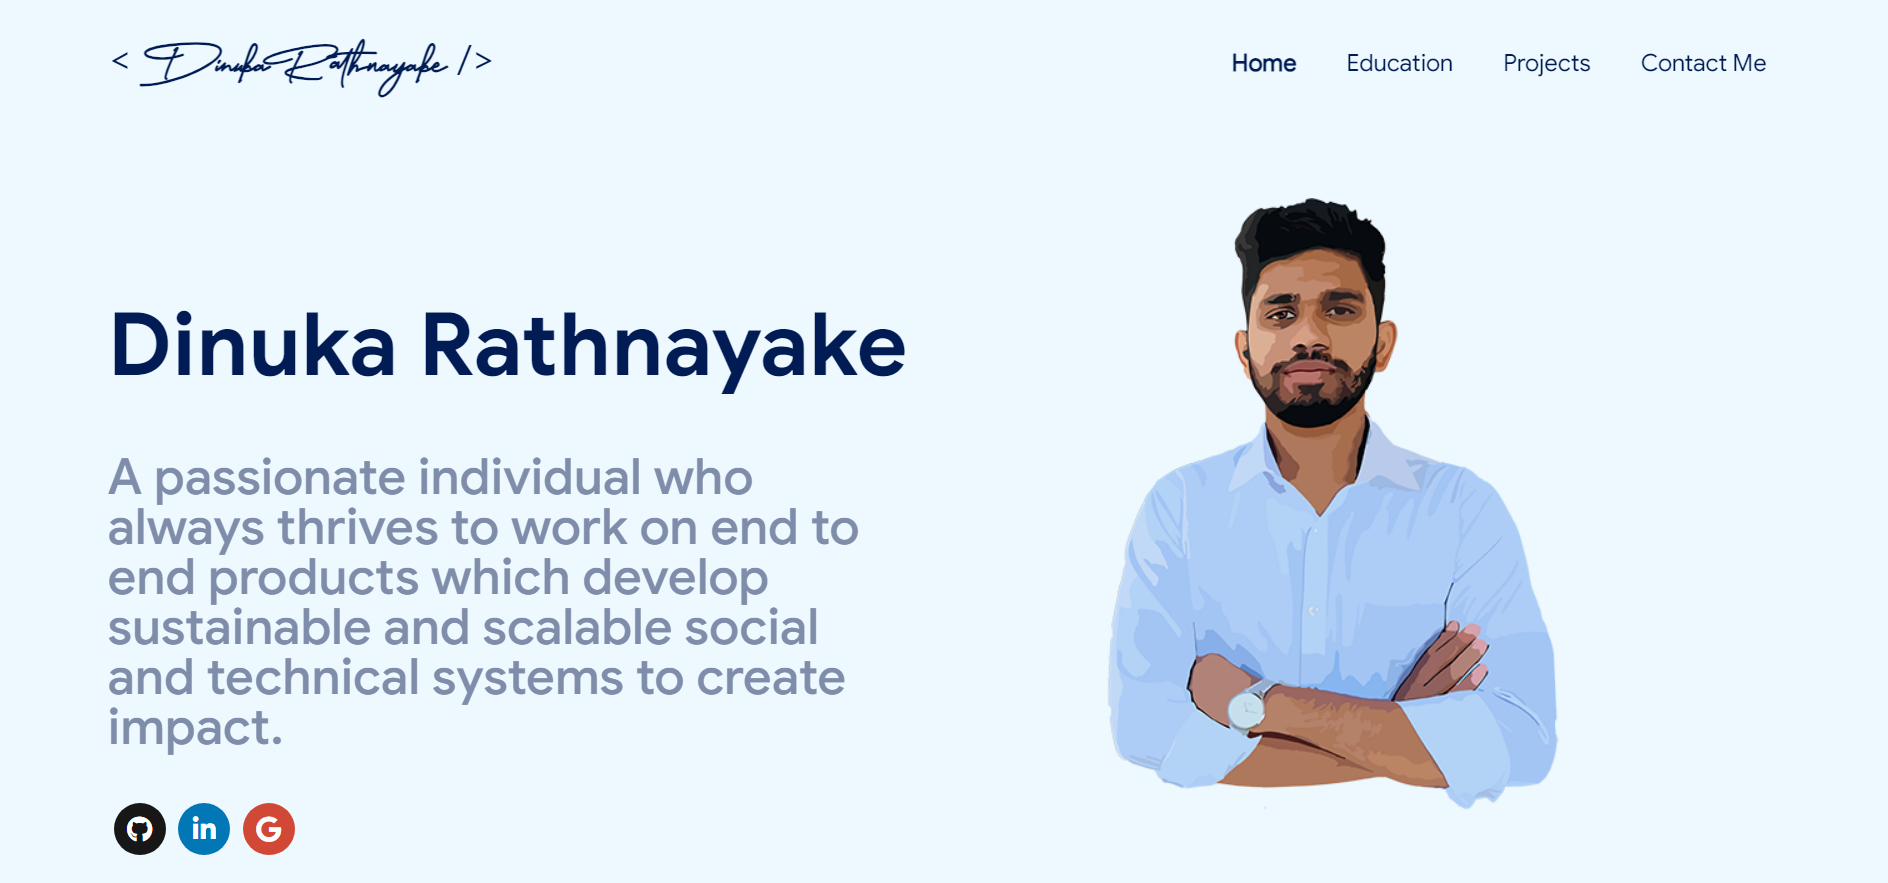 < Dinuka Rathnayake />
Home Education Projects Contact Me
Dinuka Rathnayake
A passionate individual who
always thrives to work on end to
end products which develop
sustainable and scalable social
and technical systems to create
impact.
in G